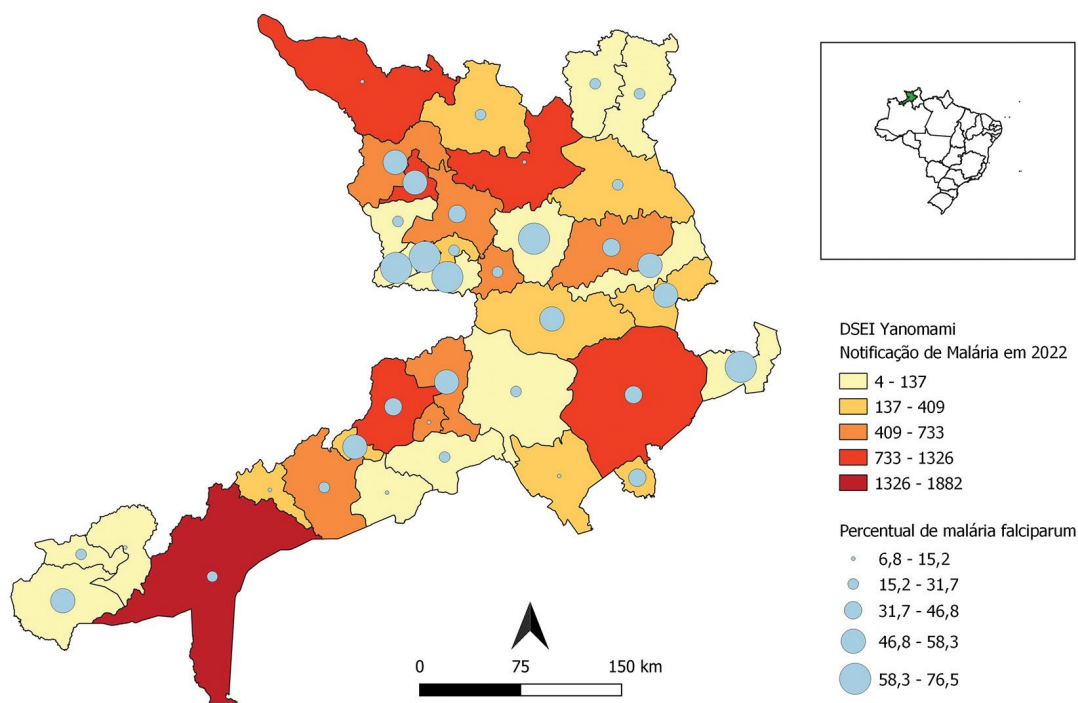 DSEI Yanomami
Notificação de Malária em 2022
4 - 137
137 - 409
409 - 733
733 - 1326
1326 - 1882
Percentual de malária falciparum
6,8 - 15,2
15,2 - 31,7
31,7 - 46,8
46,8 - 58,3
58,3 - 76,5
0 75 150 km